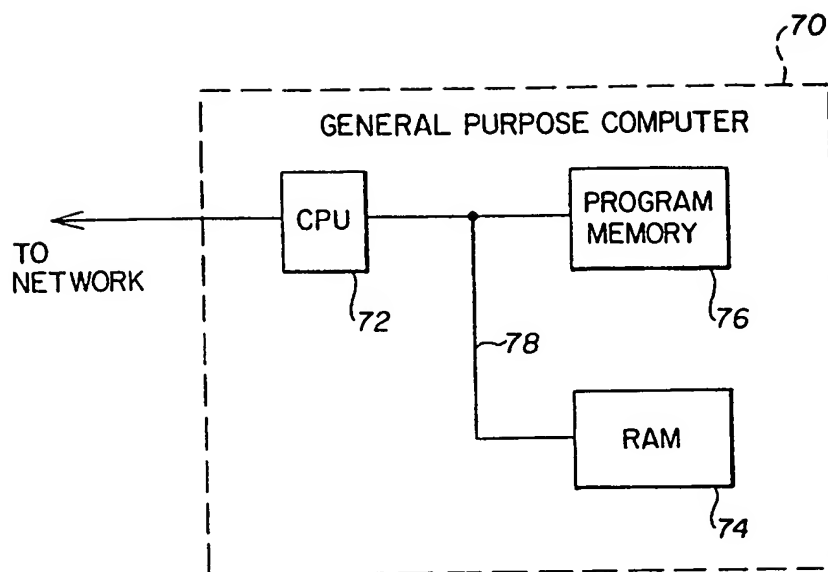 70
GENERAL PURPOSE COMPUTER
CPU
PROGRAM
MEMORY
TO
NETWORK
72
76
78
RAM
74